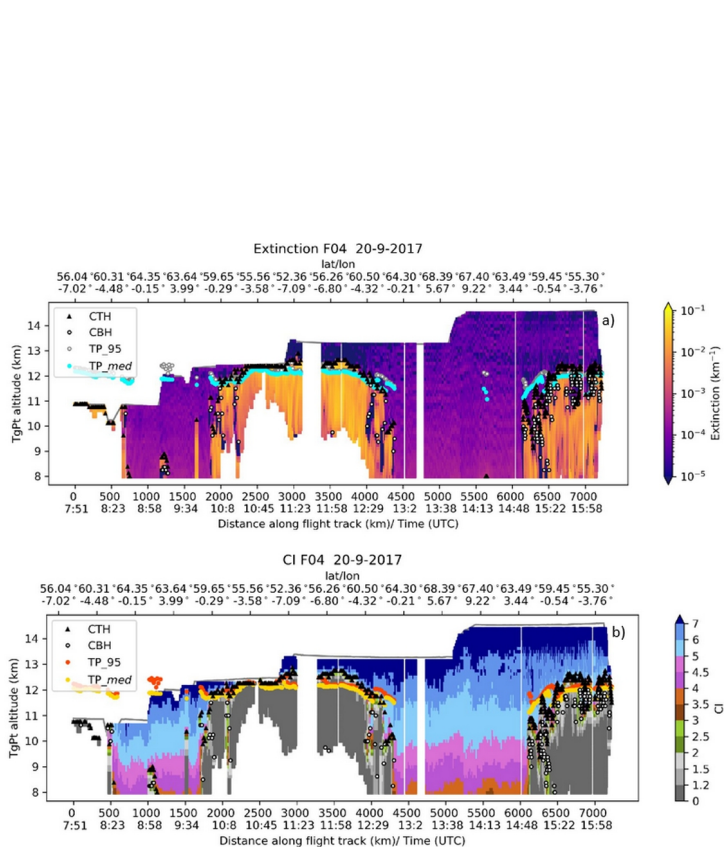 Extinction F04 20-9-2017
lat/lon
56.04°60.31°64.35°63.64°59.65°55.56°52.36°56.26°60.50°64.30°68.39°67.40°63.49°59.45°55.30°
-7.02° -4.48° -0.15° 3.99° -0.29° -3.58° -7.09° -6.80° -4.32° -0.21° 5.67° 9.22° 3.44° -0.54° -3.76°
a)
CTH
CBH
TP_95
TP_med
14
13
12
11
10
9
8
TgPt altitude (km)
0 500 1000 1500 2000 2500 3000 3500 4000 4500 5000 5500 6000 6500 7000
7:51 8:23 8:58 9:34 10:8 10:45 11:23 11:58 12:29 13:2 13:38 14:13 14:48 15:22 15:58
Distance along flight track (km)/ Time (UTC)
10⁻¹
10⁻²
10⁻³
10⁻⁴
10⁻⁵
Extinction (km⁻¹)
CI F04 20-9-2017
lat/lon
56.04°60.31°64.35°63.64°59.65°55.56°52.36°56.26°60.50°64.30°68.39°67.40°63.49°59.45°55.30°
-7.02° -4.48° -0.15° 3.99° -0.29° -3.58° -7.09° -6.80° -4.32° -0.21° 5.67° 9.22° 3.44° -0.54° -3.76°
b)
CTH
CBH
TP_95
TP_med
14
13
12
11
10
9
8
TgPt altitude (km)
0 500 1000 1500 2000 2500 3000 3500 4000 4500 5000 5500 6000 6500 7000
7:51 8:23 8:58 9:34 10:8 10:45 11:23 11:58 12:29 13:2 13:38 14:13 14:48 15:22 15:58
Distance along flight track (km)/ Time (UTC)
7
6
5
4.5
4
3.5
3
2.5
2
1.5
1.2
0
CI